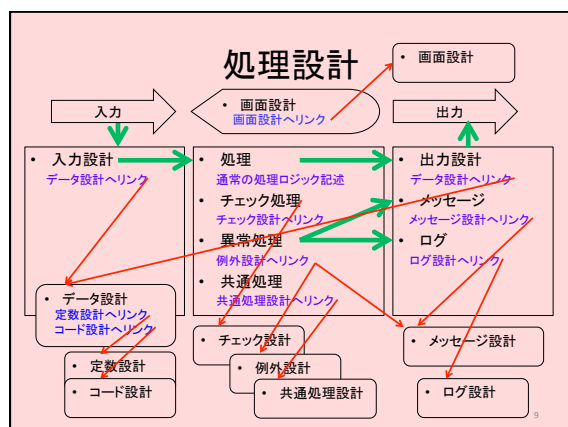 処理設計
• 画面設計
入力
• 画面設計
画面設計へリンク
出力
• 入力設計
データ設計へリンク
• 処理
通常の処理ロジック記述
• チェック処理
チェック設計へリンク
• 異常処理
例外設計へリンク
• 共通処理
共通処理設計へリンク
• 出力設計
データ設計へリンク
• メッセージ
メッセージ設計へリンク
• ログ
ログ設計へリンク
• データ設計
定数設計へリンク
コード設計へリンク
• 定数設計
• コード設計
• チェック設計
• 例外設計
• 共通処理設計
• メッセージ設計
• ログ設計
9